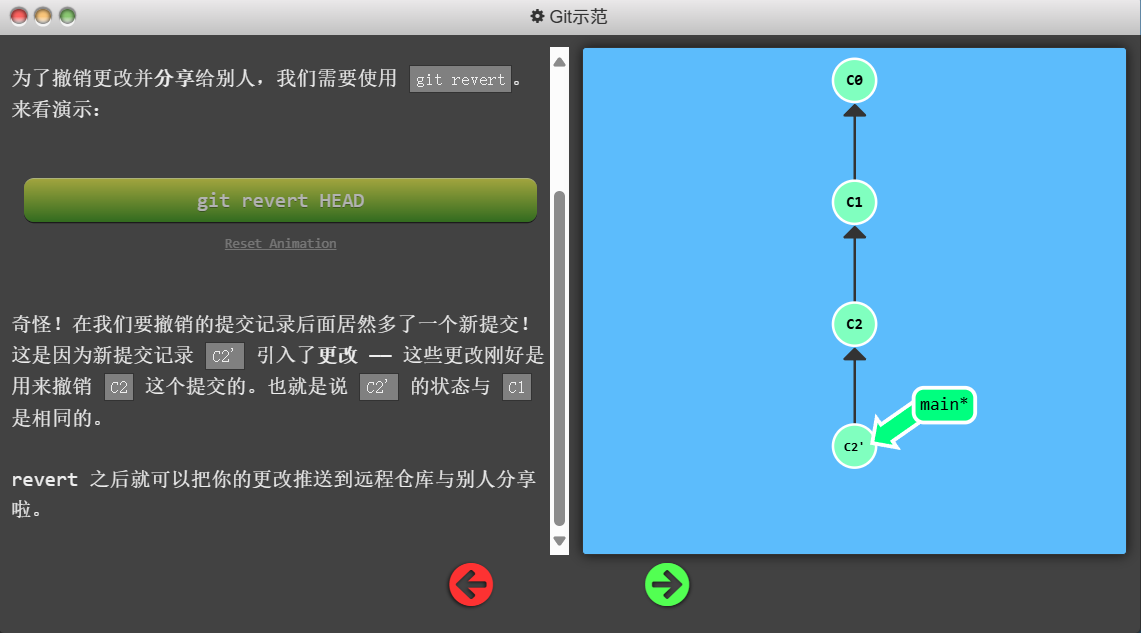 Git示范
为了撤销更改并分享给别人，我们需要使用 git revert。
来看演示：
git revert HEAD
Reset Animation
奇怪！在我们要撤销的提交记录后面居然多了一个新提交！
这是因为新提交记录 C2' 引入了更改 —— 这些更改刚好是
用来撤销 C2 这个提交的。也就是说 C2' 的状态与 C1
是相同的。
revert 之后就可以把你的更改推送到远程仓库与别人分享
啦。
C0
C1
C2
main*
C2'